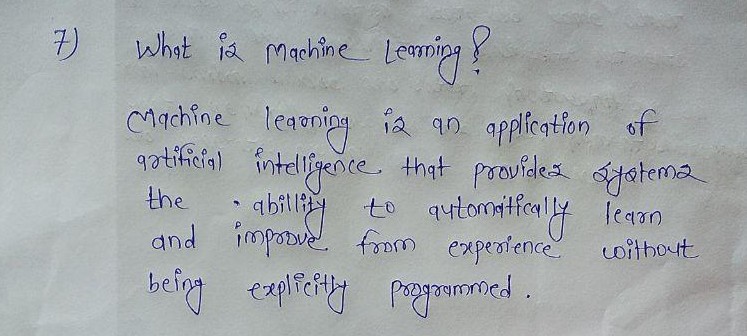 7) What is Machine Learning?
Machine learning is an application of
artificial intelligence that provides systems
the abillity to automatically learn
and improve from experience without
being explicitly programmed.